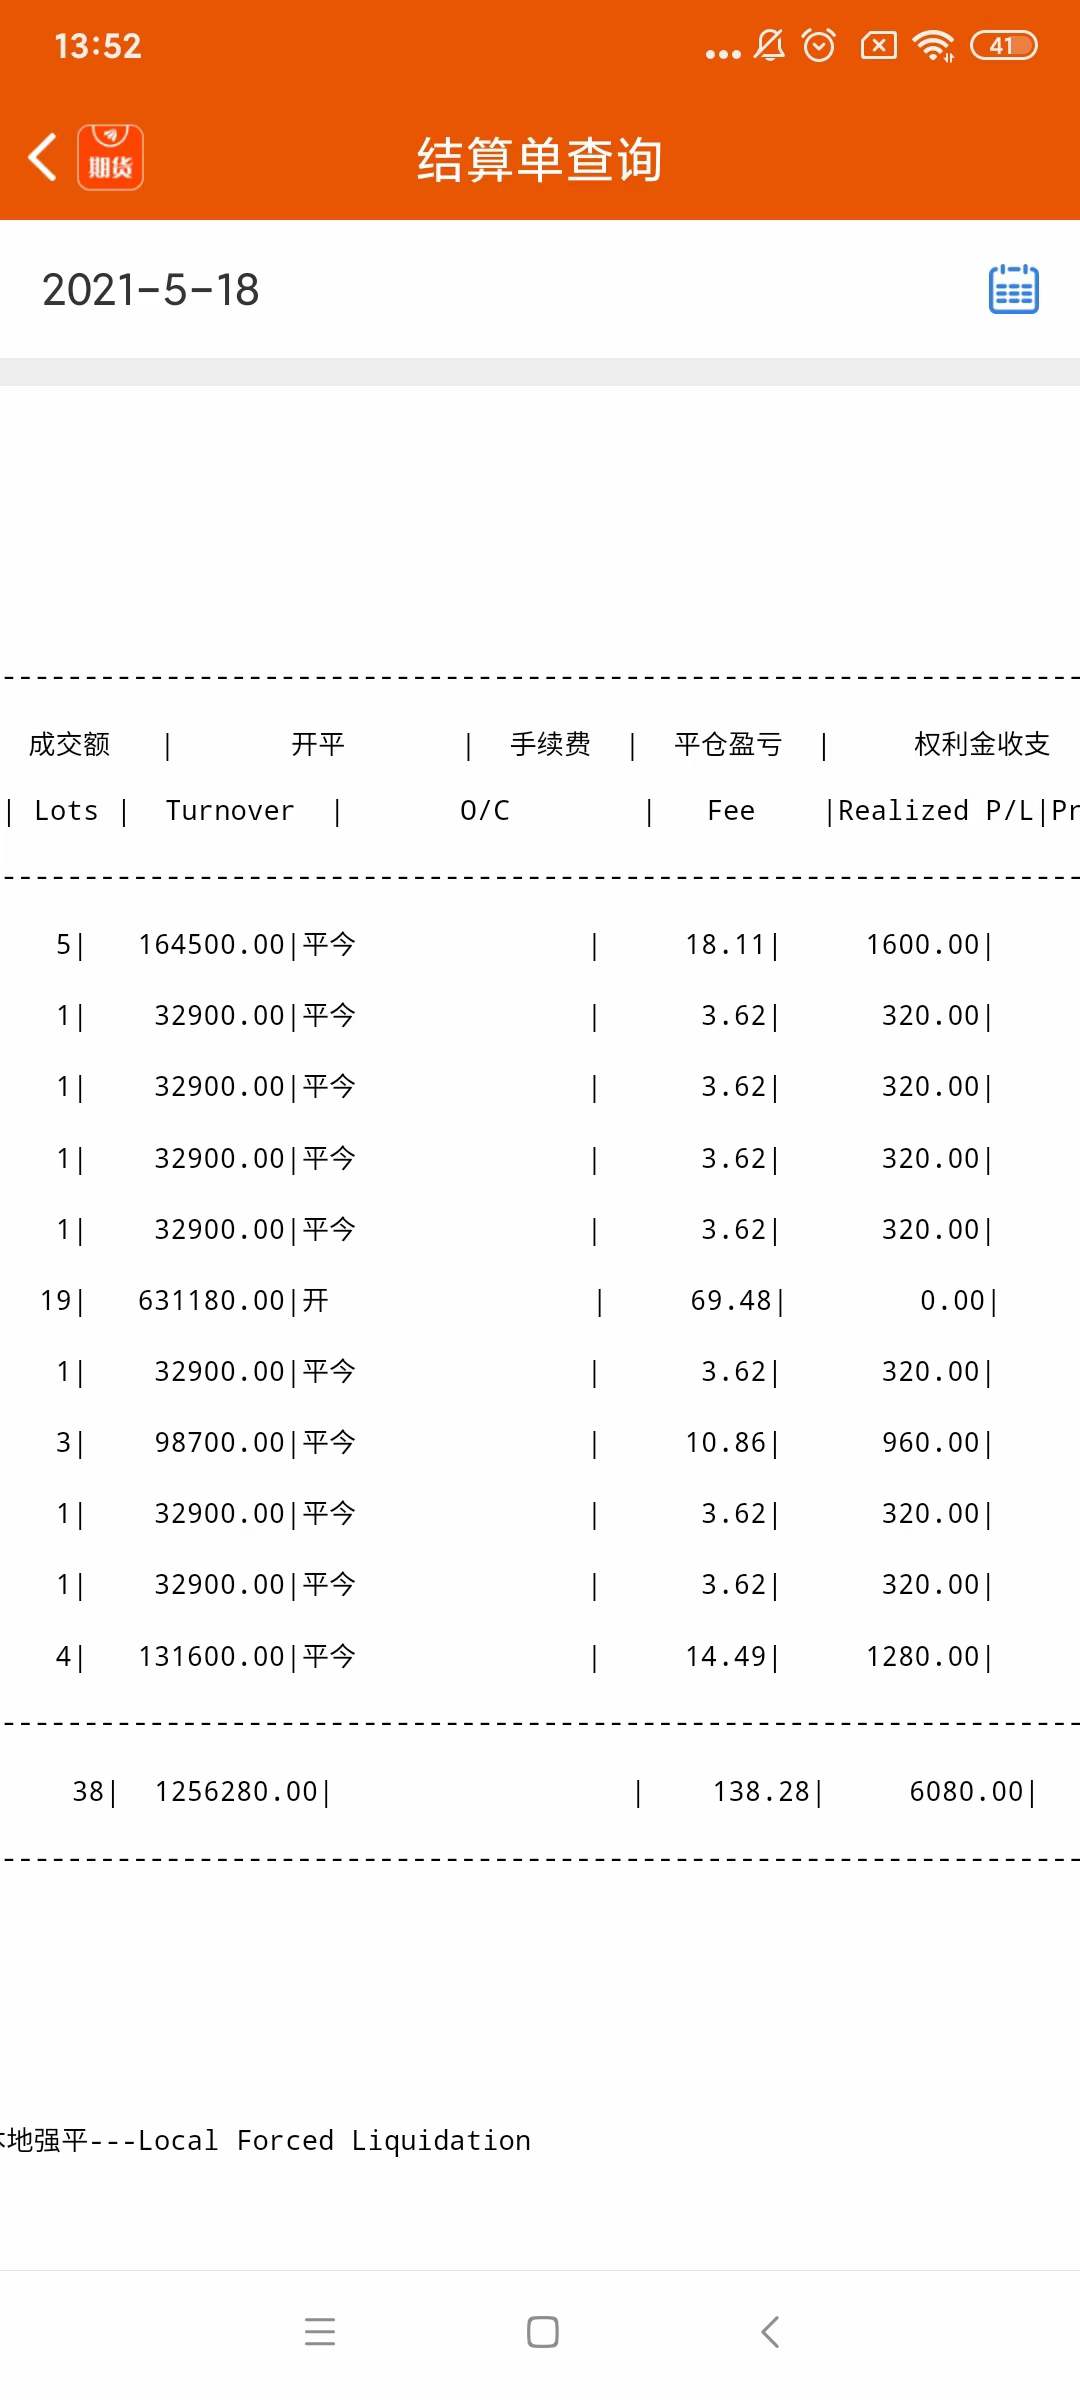 13:52
41
期货
结算单查询
2021-5-18
--------------------------------------------------------------------
成交额 | 开平 | 手续费 | 平仓盈亏 | 权利金收支
| Lots | Turnover | O/C | Fee |Realized P/L|Pr
--------------------------------------------------------------------
5| 164500.00|平今 | 18.11| 1600.00|
1| 32900.00|平今 | 3.62| 320.00|
1| 32900.00|平今 | 3.62| 320.00|
1| 32900.00|平今 | 3.62| 320.00|
1| 32900.00|平今 | 3.62| 320.00|
19| 631180.00|开 | 69.48| 0.00|
1| 32900.00|平今 | 3.62| 320.00|
3| 98700.00|平今 | 10.86| 960.00|
1| 32900.00|平今 | 3.62| 320.00|
1| 32900.00|平今 | 3.62| 320.00|
4| 131600.00|平今 | 14.49| 1280.00|
--------------------------------------------------------------------
38| 1256280.00| | 138.28| 6080.00|
--------------------------------------------------------------------
本地强平---Local Forced Liquidation